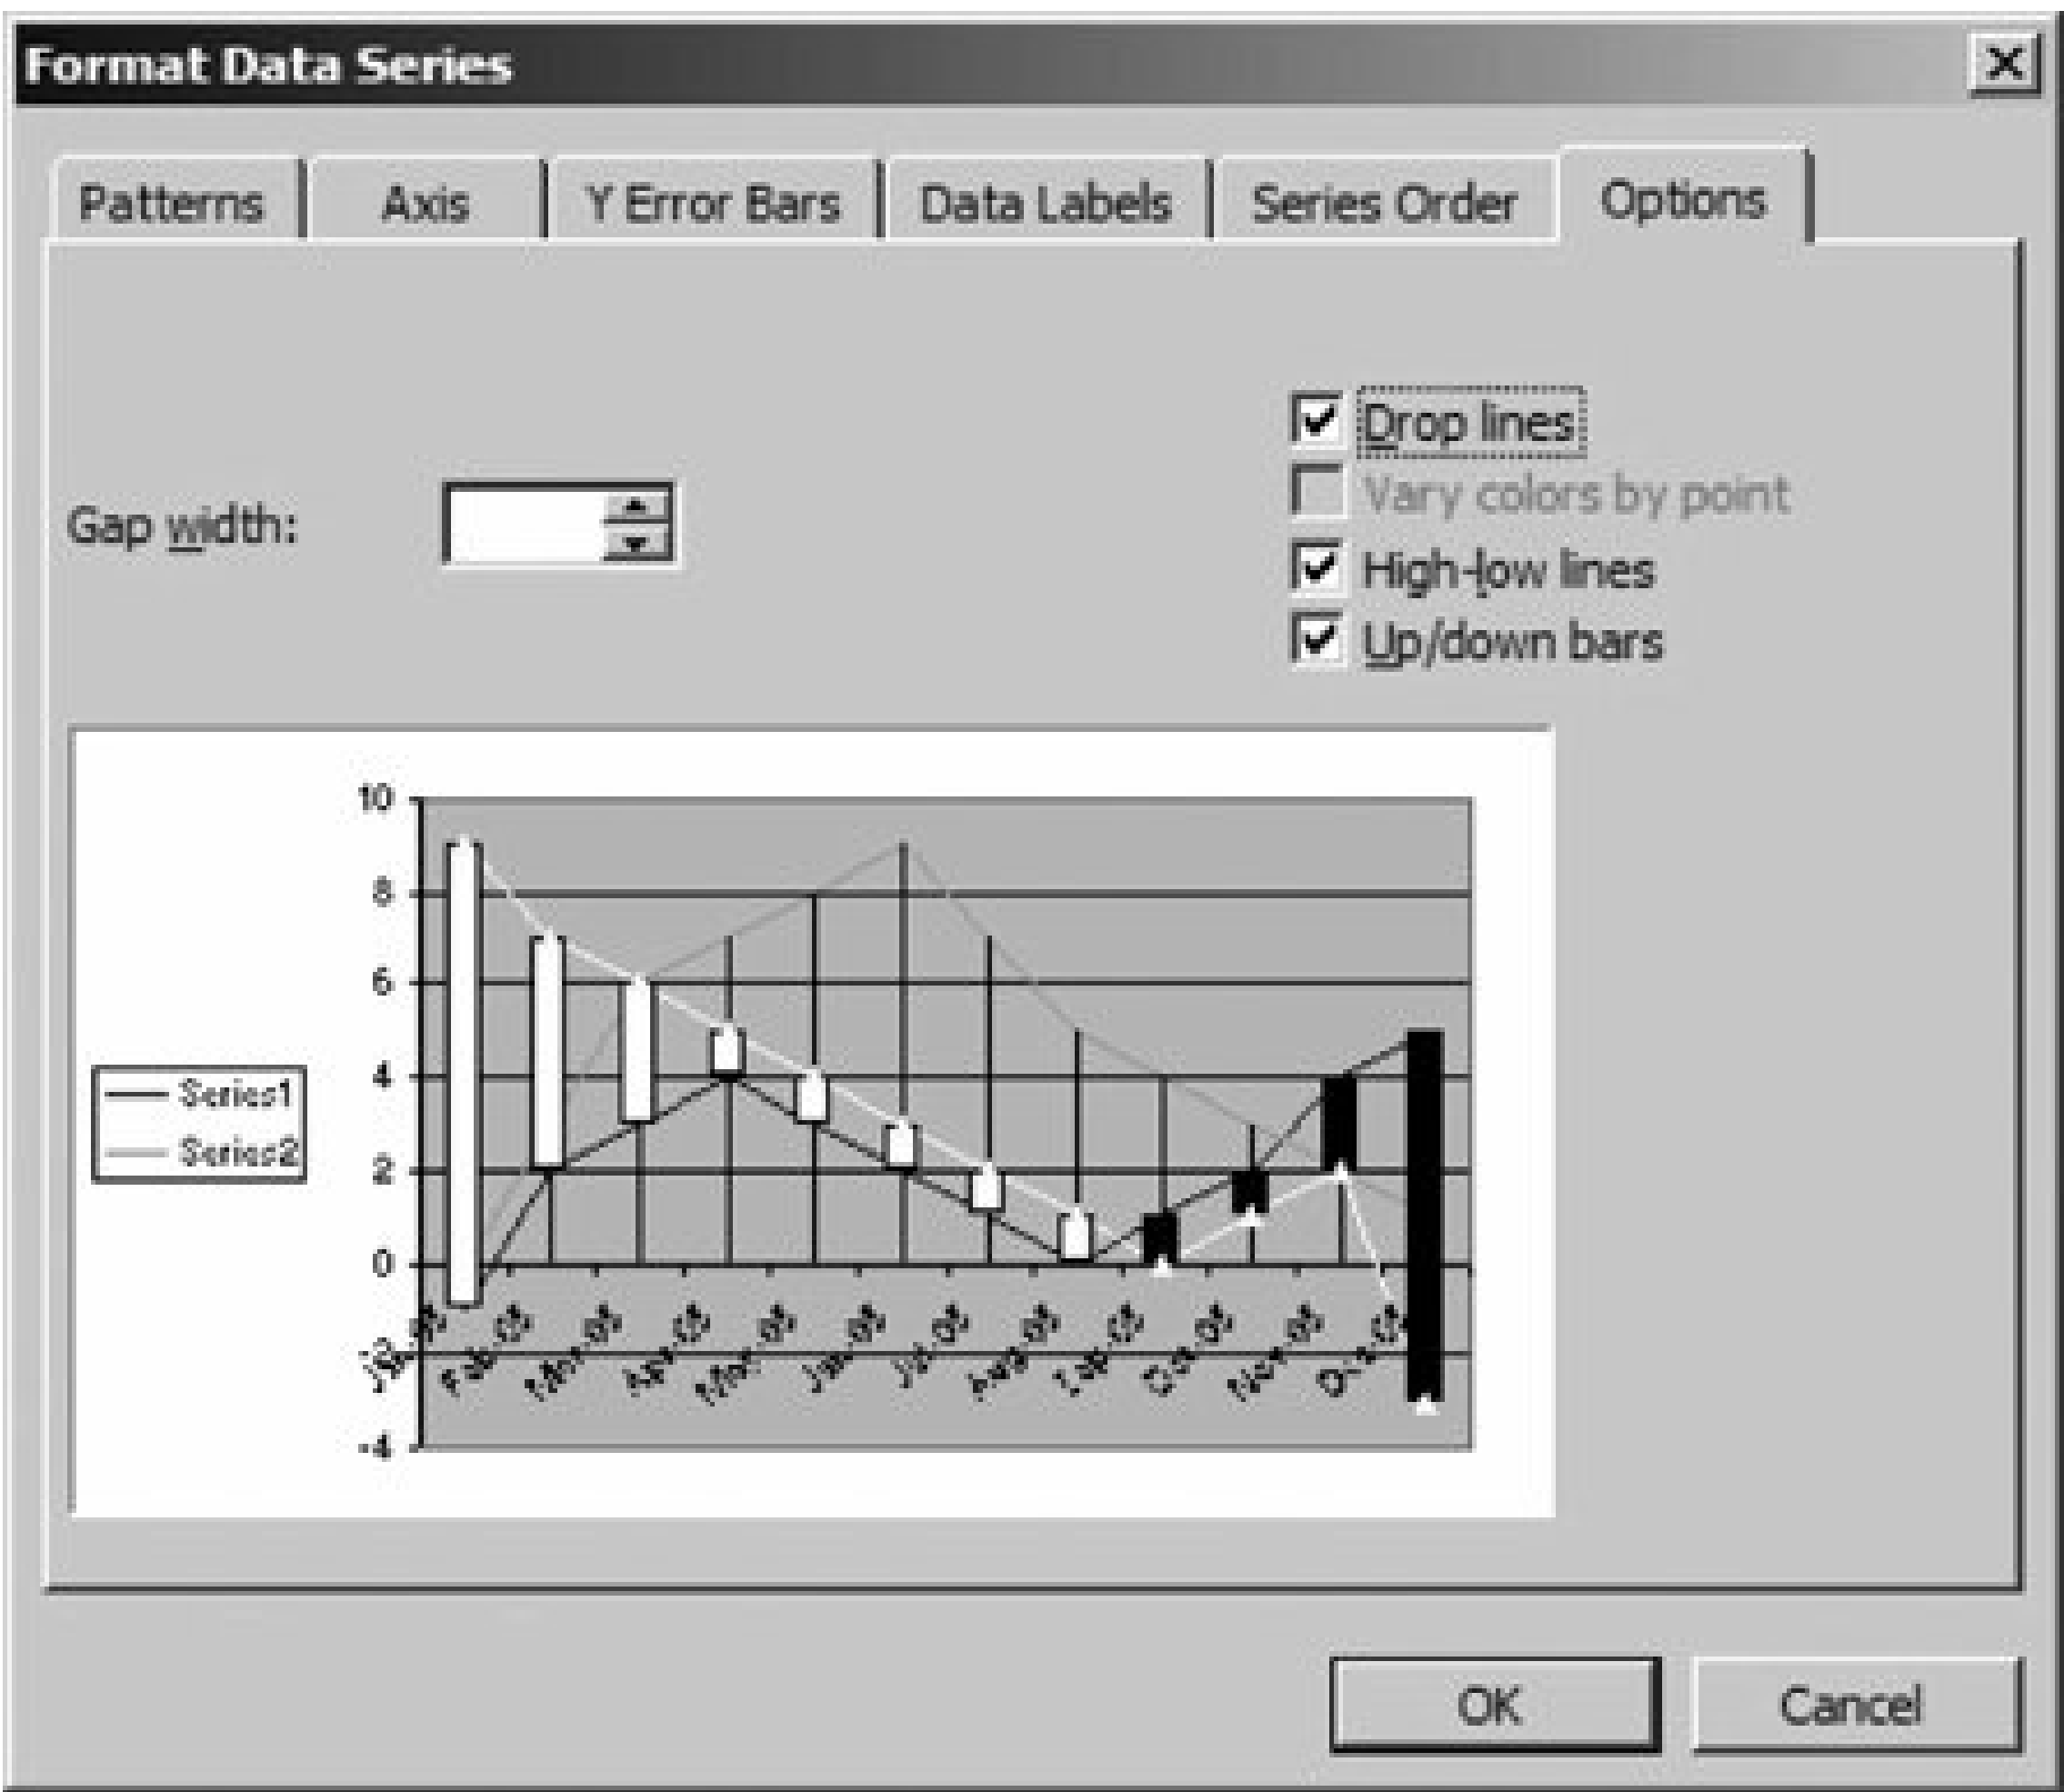 Format Data Series
Patterns Axis Y Error Bars Data Labels Series Order Options
Drop lines
Vary colors by point
Gap width:
High-low lines
Up/down bars
10
8
6
4
Series1
Series2
2
0
-2
-4
OK Cancel